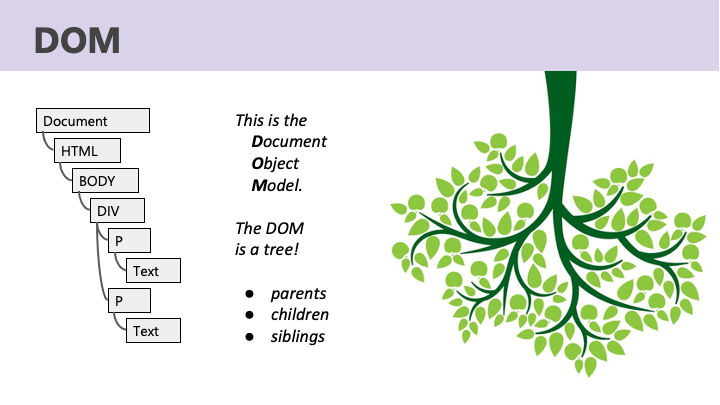 DOM
Document
HTML
BODY
DIV
P
Text
P
Text
This is the
Document
Object
Model.
The DOM
is a tree!
● parents
● children
● siblings